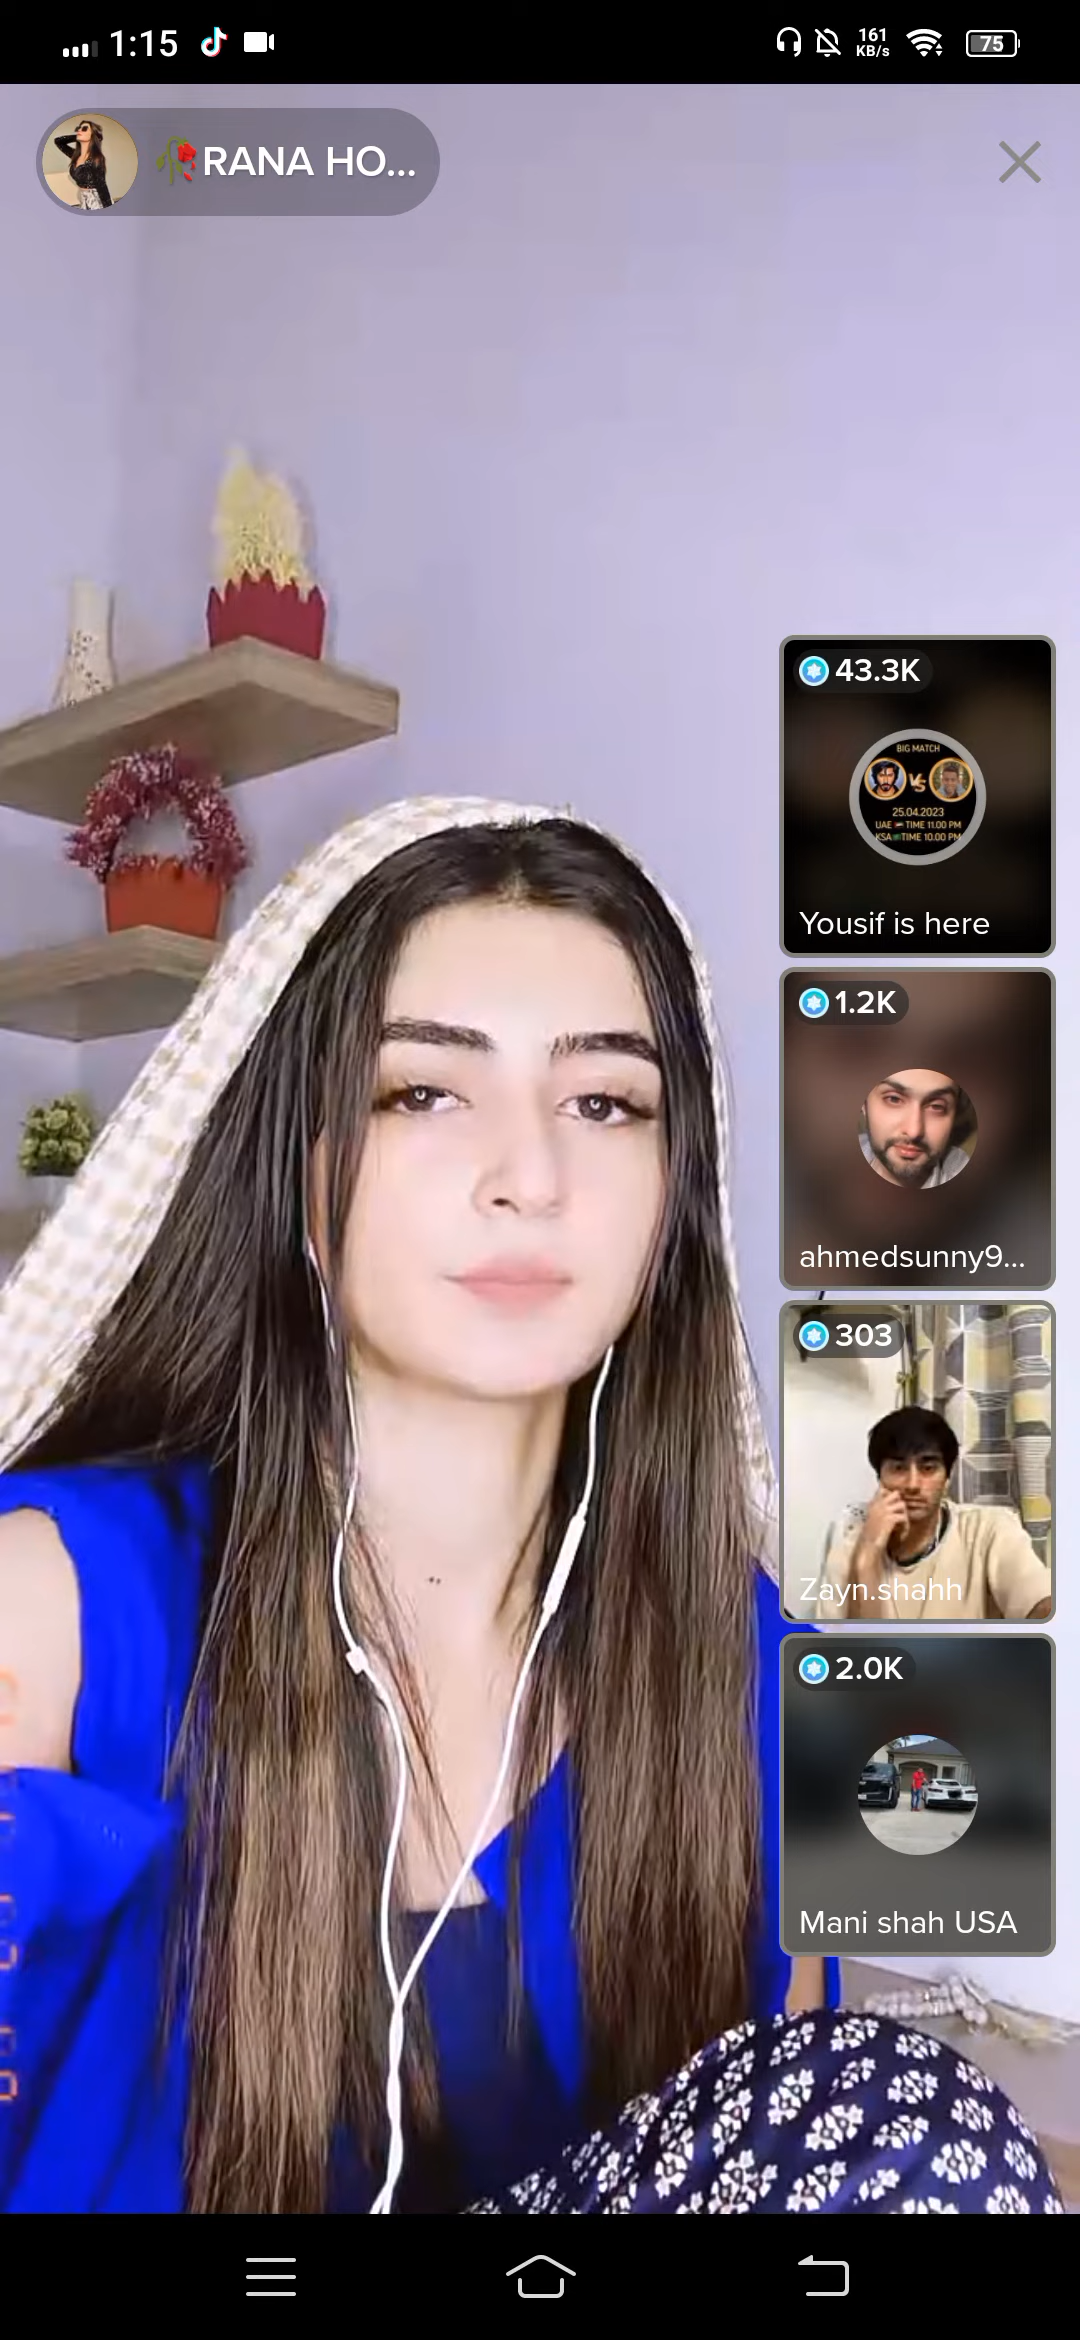 1:15
161
KB/s
75
🥀RANA HO...
43.3K
BIG MATCH
VS
25.04.2023
UAE TIME 11.00 PM
KSA TIME 10.00 PM
Yousif is here
1.2K
ahmedsunny9...
303
Zayn.shahh
2.0K
Mani shah USA